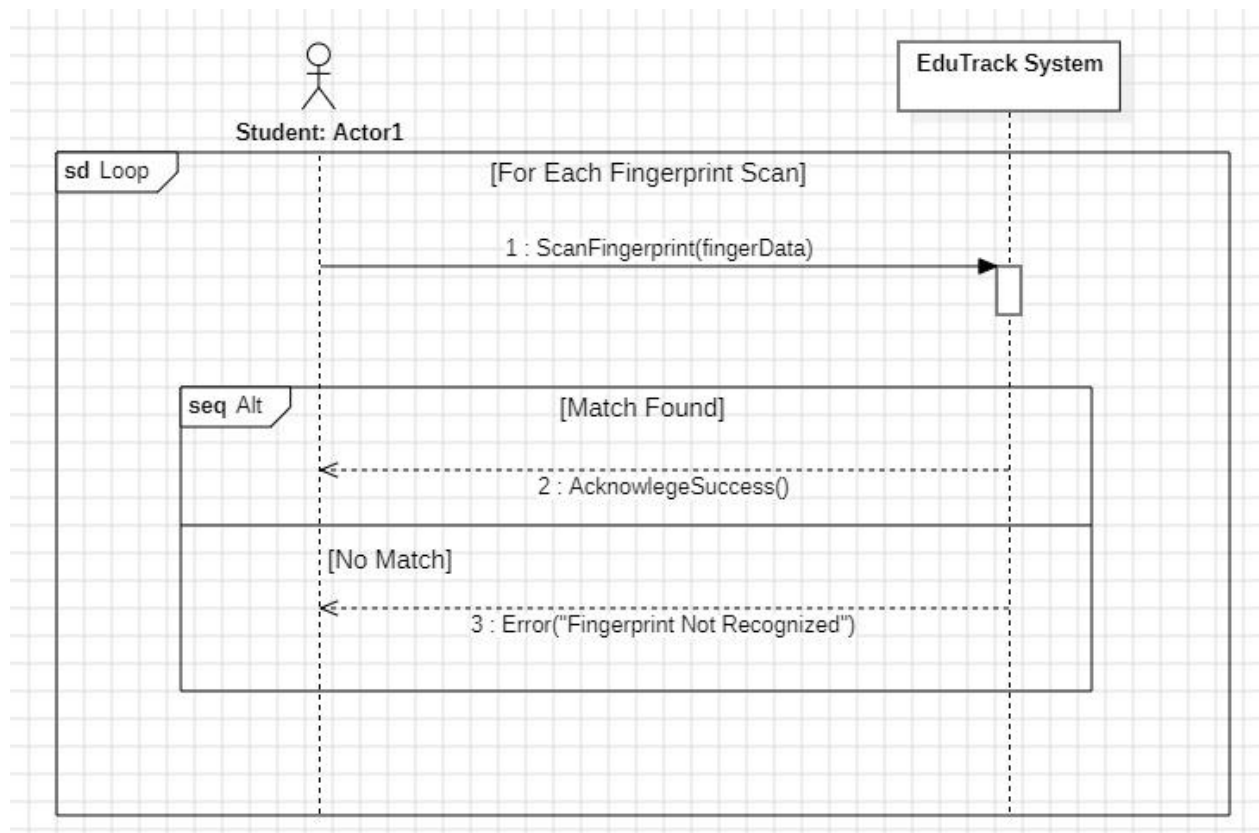 EduTrack System
Student: Actor1
sd Loop
[For Each Fingerprint Scan]
1 : ScanFingerprint(fingerData)
seq Alt
[Match Found]
2 : AcknowlegeSuccess()
[No Match]
3 : Error("Fingerprint Not Recognized")